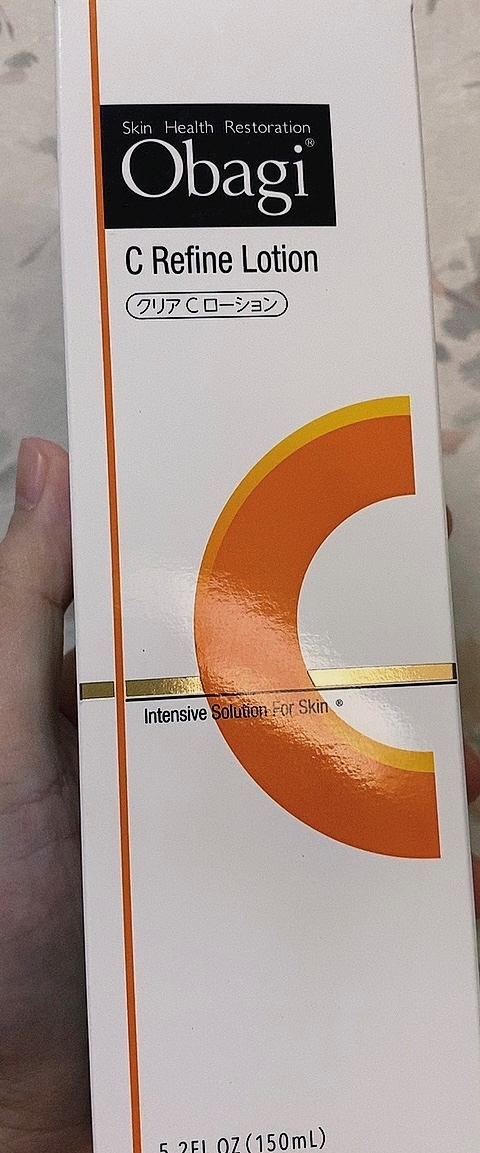 Skin Health Restoration
Obagi®
C Refine Lotion
クリア C ローション
Intensive Solution For Skin ®
5.2FL OZ(150mL)